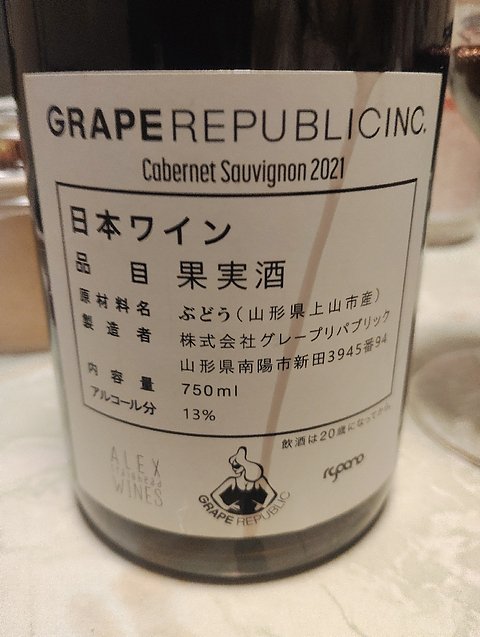 GRAPEREPUBLICINC.
Cabernet Sauvignon 2021
日本ワイン
品目 果実酒
原材料名 ぶどう(山形県上山市産)
製造者 株式会社グレープリパブリック
山形県南陽市新田3945番94
内容量 750ml
アルコール分 13%
飲酒は20歳になってから。
ALEX
WINES
GRAPE REPUBLIC